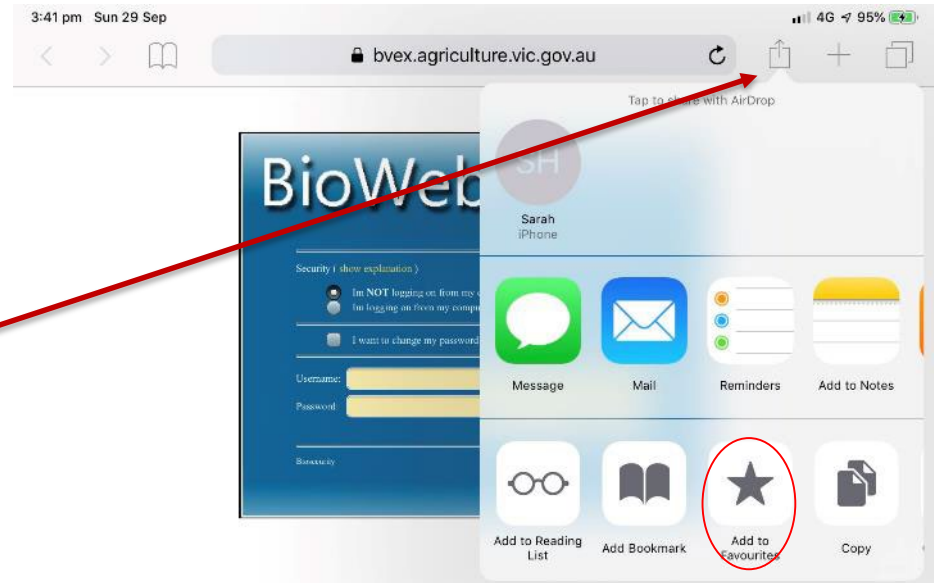 3:41 pm Sun 29 Sep 4G 95%
bvex.agriculture.vic.gov.au
Tap to share with AirDrop
SH
Sarah
iPhone
BioWeb
Security ( show explanation )
Im NOT logging on from my
Im logging on from my compu
I want to change my password
Username:
Password:
Biosecurity
Message Mail Reminders Add to Notes
Add to Reading List Add Bookmark Add to Favourites Copy